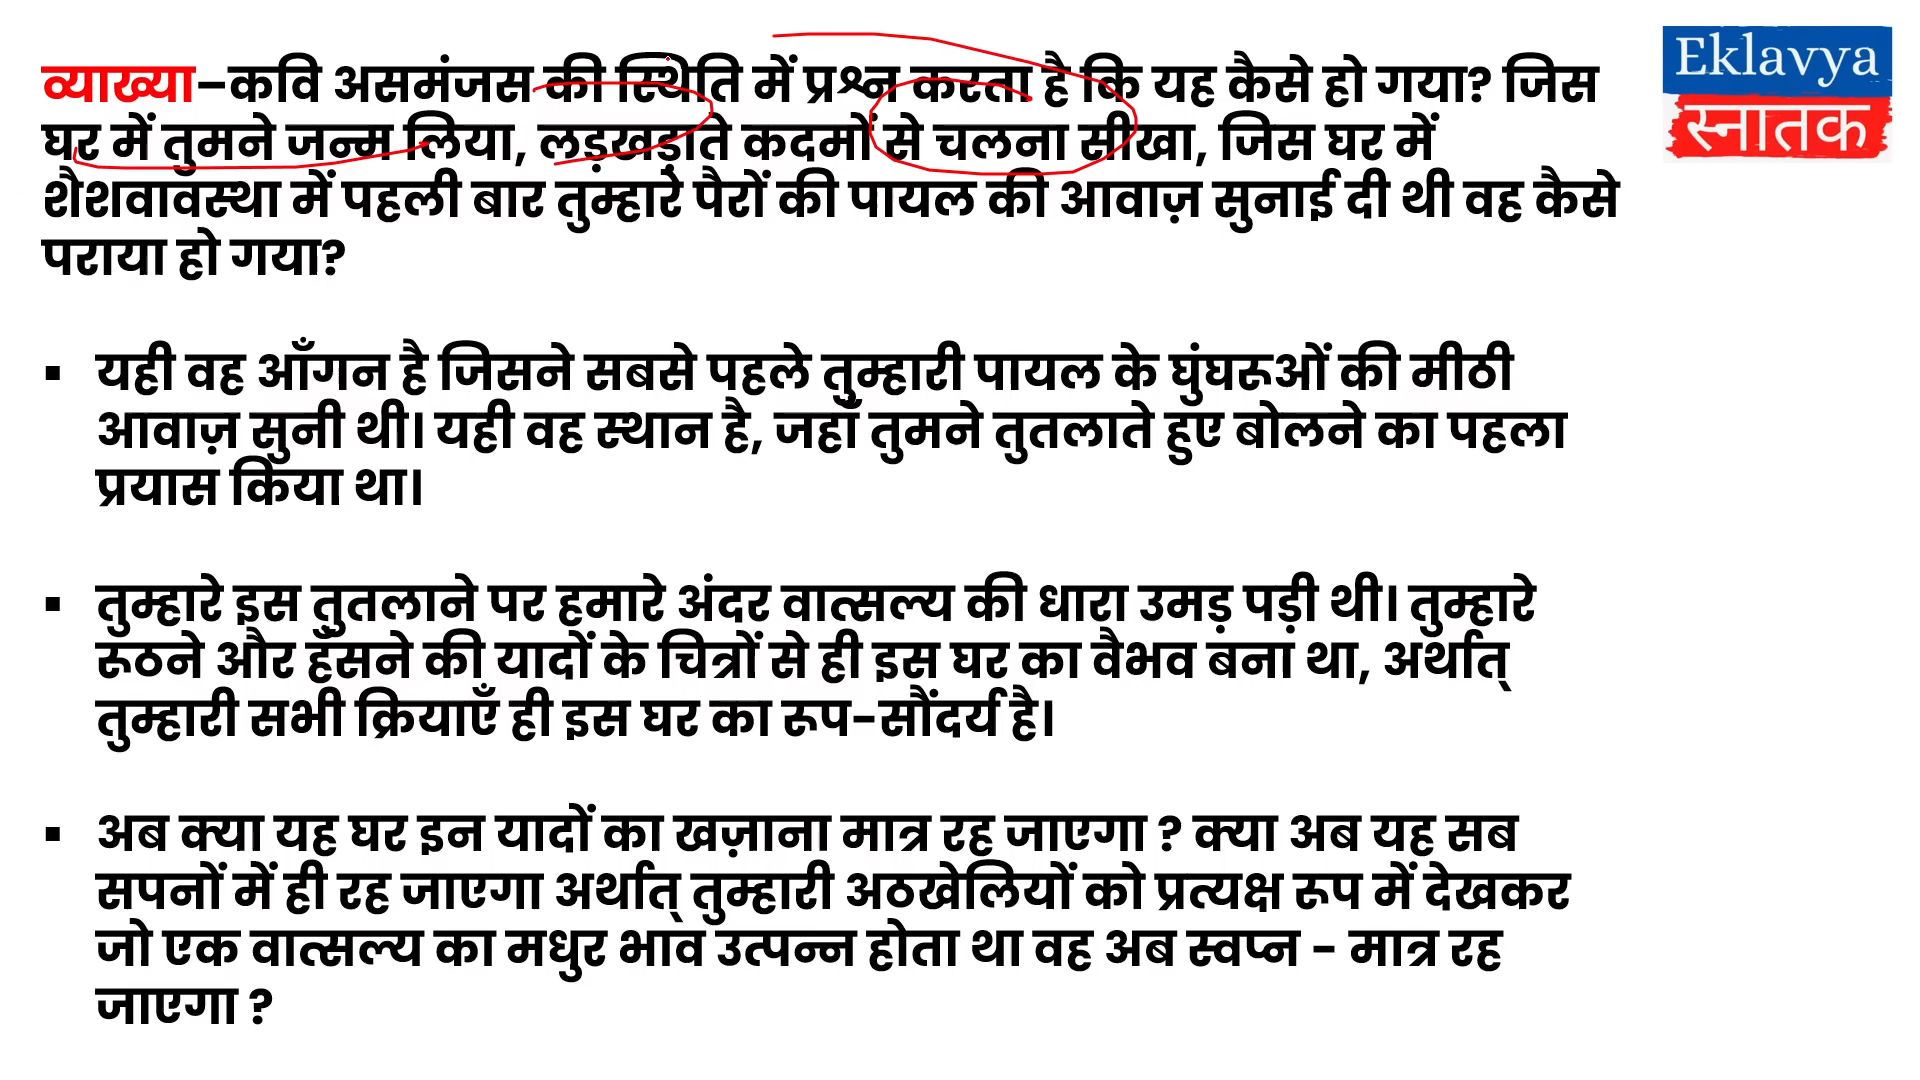 Eklavya
स्नातक
व्याख्या–कवि असमंजस की स्थिति में प्रश्न करता है कि यह कैसे हो गया? जिस
घर में तुमने जन्म लिया, लड़खड़ाते कदमों से चलना सीखा, जिस घर में
शैशवावस्था में पहली बार तुम्हारे पैरों की पायल की आवाज़ सुनाई दी थी वह कैसे
पराया हो गया?
▪ यही वह आँगन है जिसने सबसे पहले तुम्हारी पायल के घुंघरूओं की मीठी
आवाज़ सुनी थी। यही वह स्थान है, जहाँ तुमने तुतलाते हुए बोलने का पहला
प्रयास किया था।
▪ तुम्हारे इस तुतलाने पर हमारे अंदर वात्सल्य की धारा उमड़ पड़ी थी। तुम्हारे
रूठने और हँसने की यादों के चित्रों से ही इस घर का वैभव बना था, अर्थात्
तुम्हारी सभी क्रियाएँ ही इस घर का रूप-सौंदर्य है।
▪ अब क्या यह घर इन यादों का खज़ाना मात्र रह जाएगा ? क्या अब यह सब
सपनों में ही रह जाएगा अर्थात् तुम्हारी अठखेलियों को प्रत्यक्ष रूप में देखकर
जो एक वात्सल्य का मधुर भाव उत्पन्न होता था वह अब स्वप्न - मात्र रह
जाएगा ?